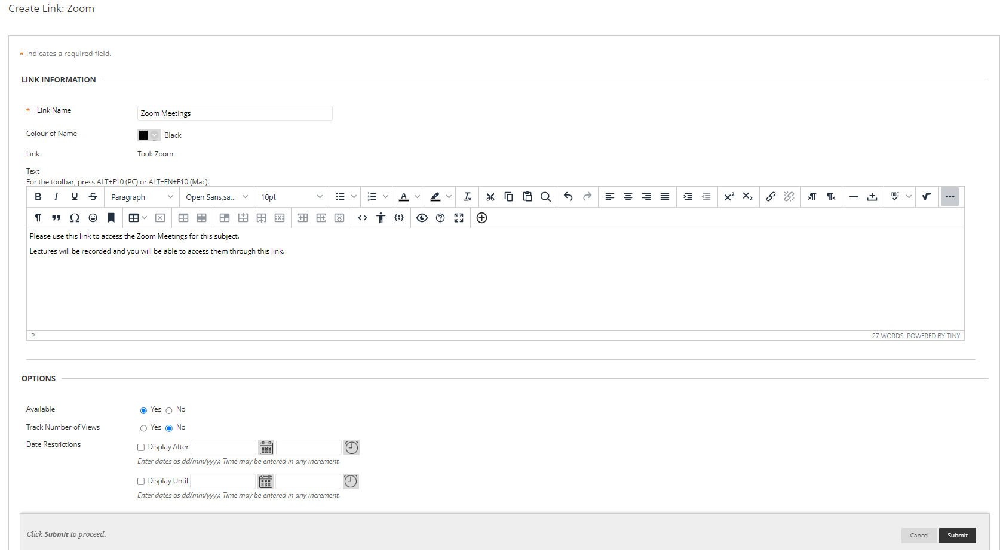 Create Link: Zoom
* Indicates a required field.
LINK INFORMATION
* Link Name
Zoom Meetings
Colour of Name
Black
Link
Tool: Zoom
Text
For the toolbar, press ALT+F10 (PC) or ALT+FN+F10 (Mac).
B I U S Paragraph Open Sans,sa... 10pt
Please use this link to access the Zoom Meetings for this subject.
Lectures will be recorded and you will be able to access them through this link.
P
27 WORDS POWERED BY TINY
OPTIONS
Available
Yes No
Track Number of Views
Yes No
Date Restrictions
Display After
Enter dates as dd/mm/yyyy. Time may be entered in any increment.
Display Until
Enter dates as dd/mm/yyyy. Time may be entered in any increment.
Click Submit to proceed.
Cancel Submit